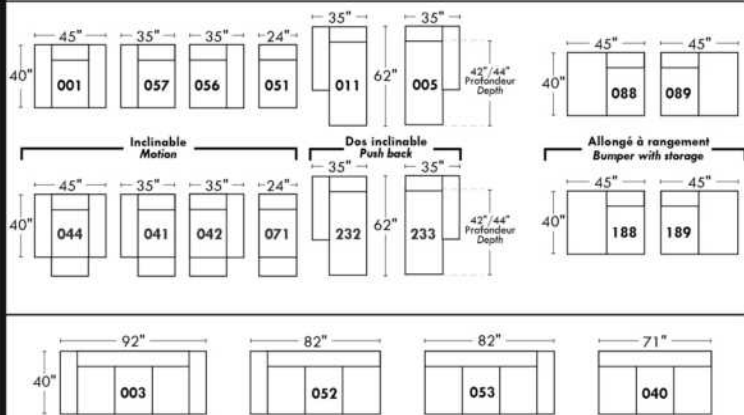 45" 35" 35" 24" 35" 35" 45" 45"
40" 001 057 056 051 011 62" 005 42"/44" Profondeur Depth 40" 088 089
Inclinable
Motion
Dos inclinable
Push back
Allongé à rangement
Bumper with storage
45" 35" 35" 24" 35" 35" 45" 45"
40" 044 041 042 071 232 62" 233 42"/44" Profondeur Depth 40" 188 189
92" 82" 82" 71"
40" 003 052 053 040